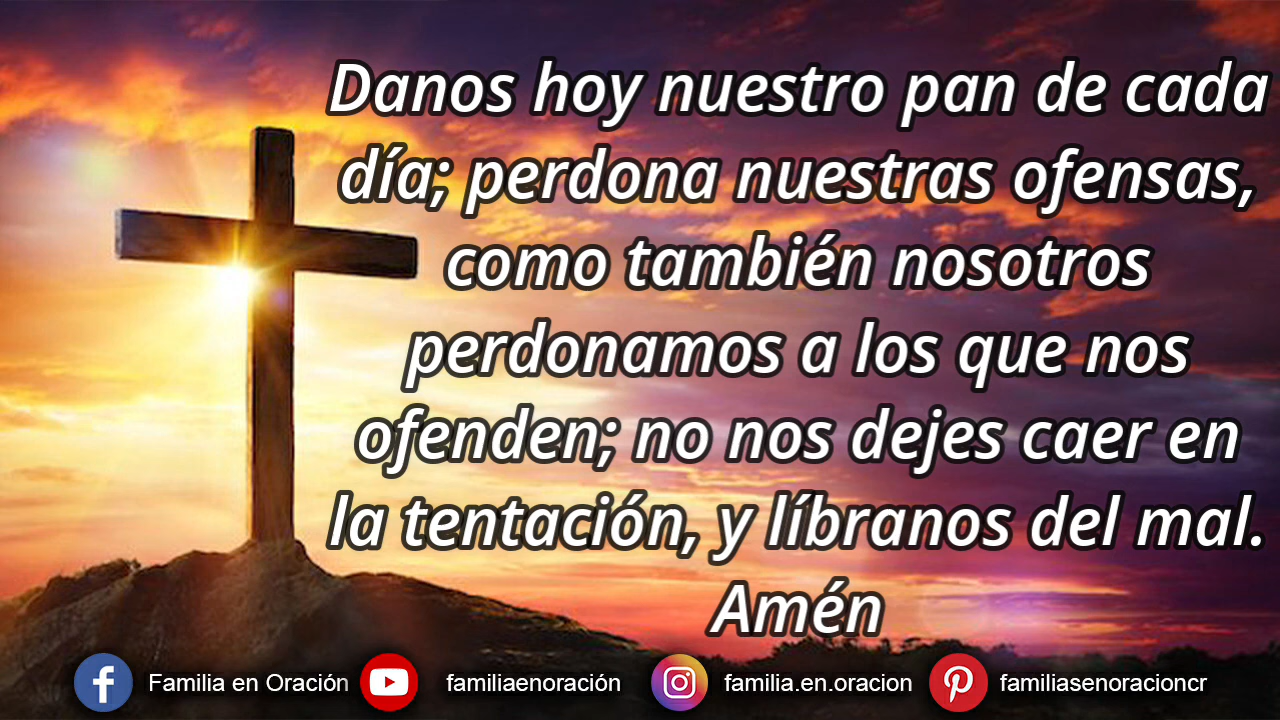 Danos hoy nuestro pan de cada
día; perdona nuestras ofensas,
como también nosotros
perdonamos a los que nos
ofenden; no nos dejes caer en
la tentación, y líbranos del mal.
Amén
Familia en Oración familiaenoración familia.en.oracion familiasenoracioncr